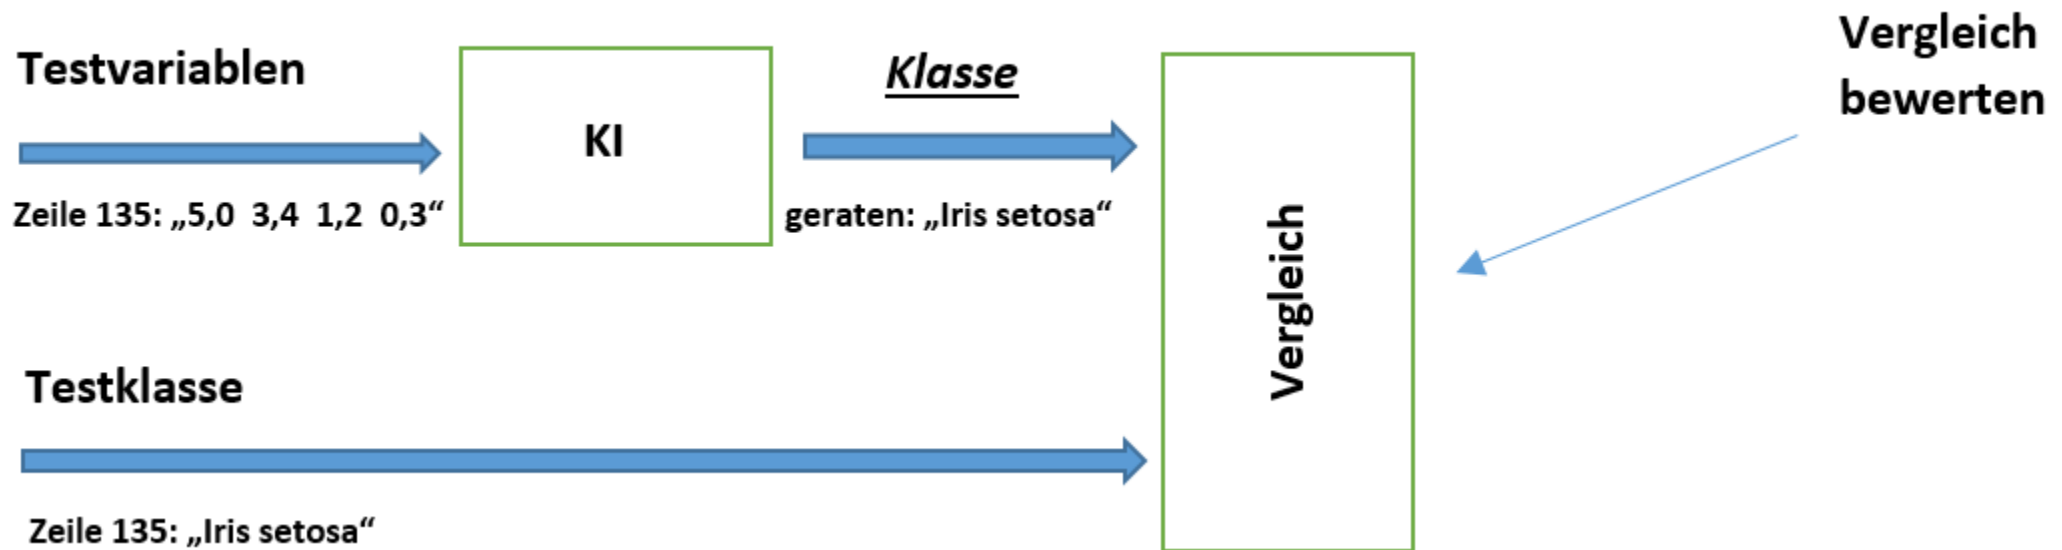 Testvariablen
KI
Klasse
Vergleich
bewerten
Zeile 135: „5,0 3,4 1,2 0,3“
geraten: „Iris setosa“
Vergleich
Testklasse
Zeile 135: „Iris setosa“